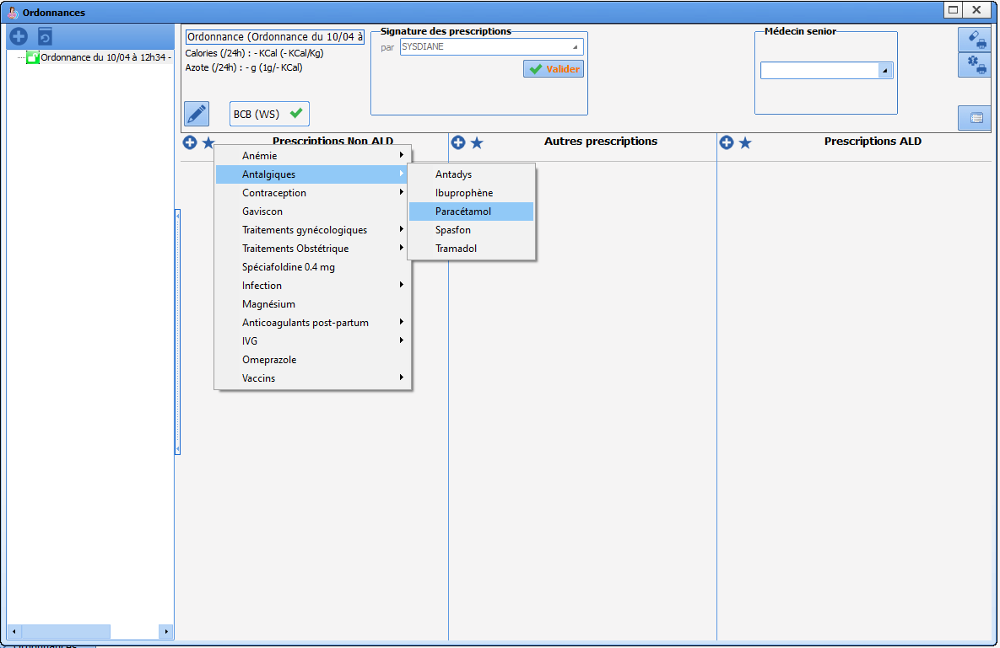 Ordonnances
Ordonnance du 10/04 à 12h34 -
Ordonnance (Ordonnance du 10/04 à
Calories (/24h) : - KCal (- KCal/Kg)
Azote (/24h) : - g (1g/- KCal)
BCB (WS)
Signature des prescriptions
par SYSDIANE
Valider
Médecin senior
Prescriptions Non ALD
Autres prescriptions
Prescriptions ALD
Anémie
Antalgiques
Contraception
Gaviscon
Traitements gynécologiques
Traitements Obstétrique
Spéciafoldine 0.4 mg
Infection
Magnésium
Anticoagulants post-partum
IVG
Omeprazole
Vaccins
Antadys
Ibuprophène
Paracétamol
Spasfon
Tramadol
Ordonnances